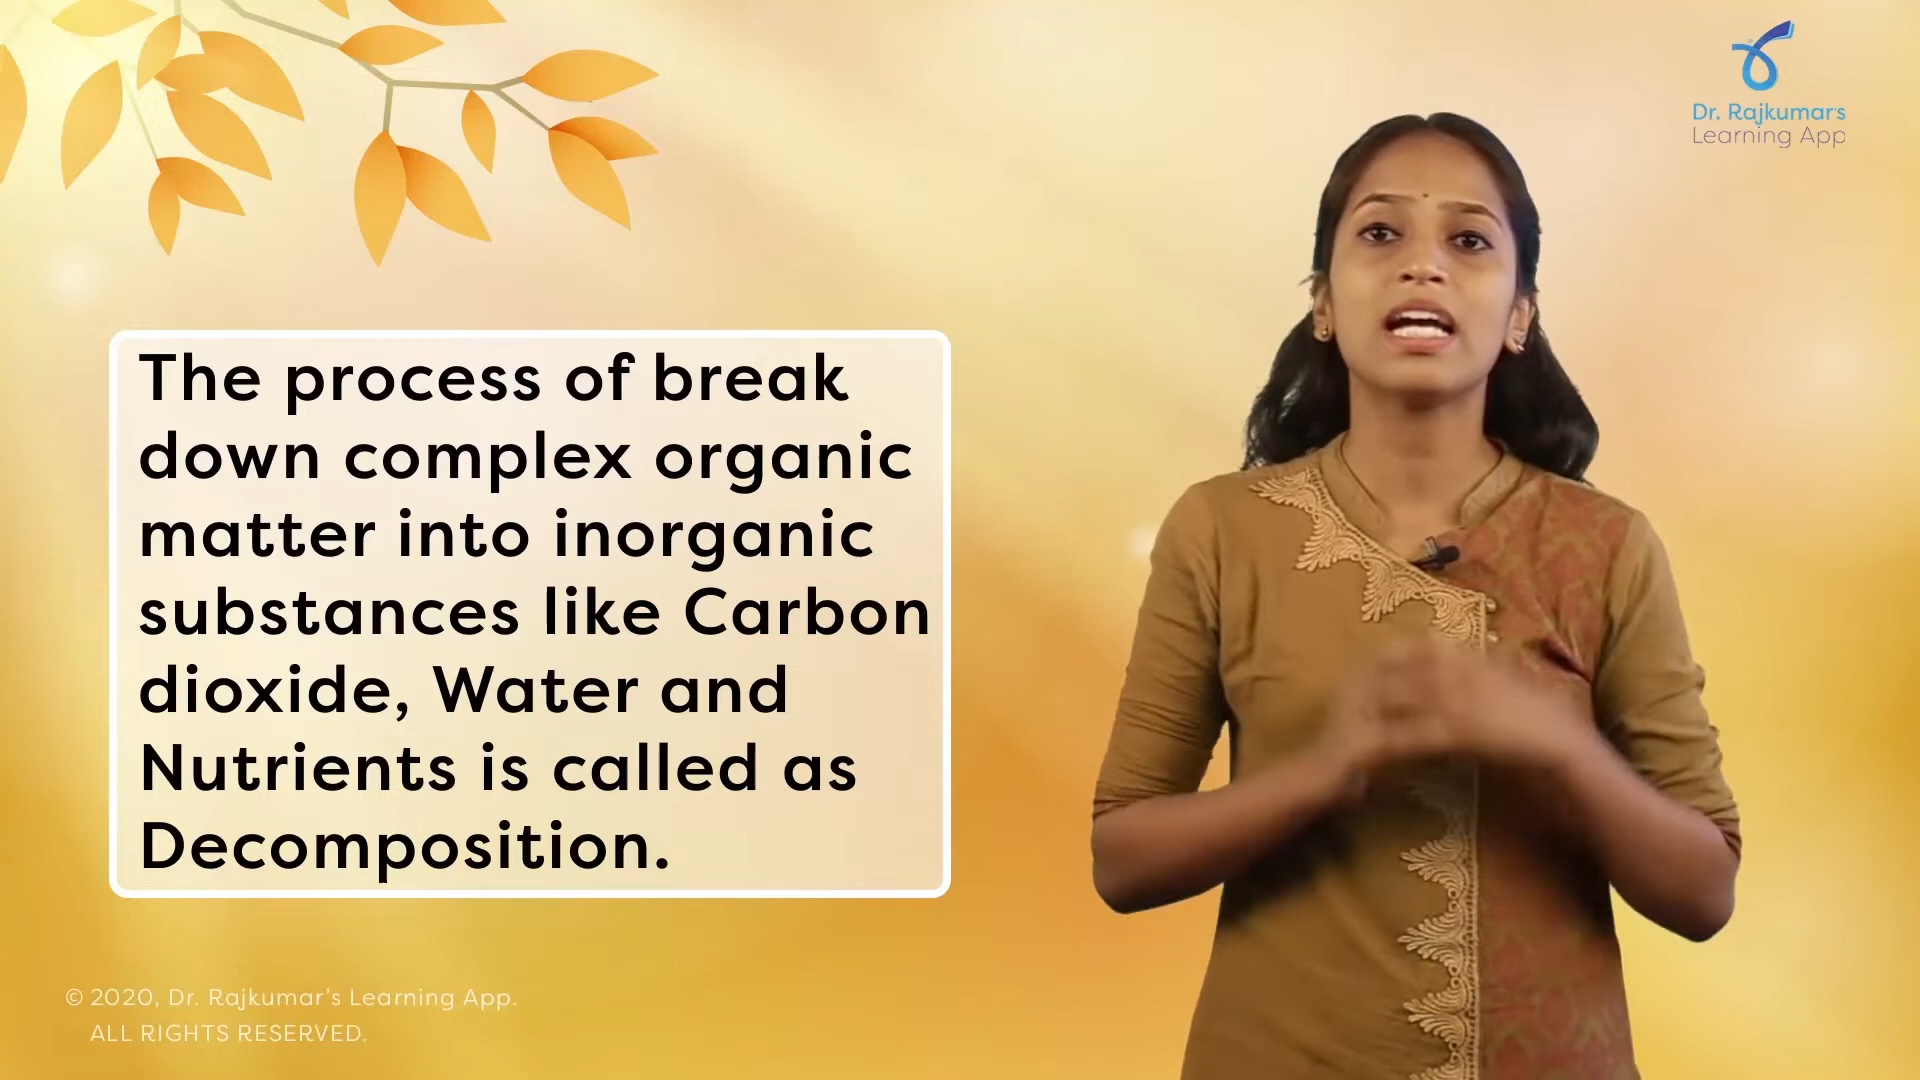 Dr. Rajkumar's
Learning App
The process of break
down complex organic
matter into inorganic
substances like Carbon
dioxide, Water and
Nutrients is called as
Decomposition.
© 2020, Dr. Rajkumar's Learning App.
ALL RIGHTS RESERVED.